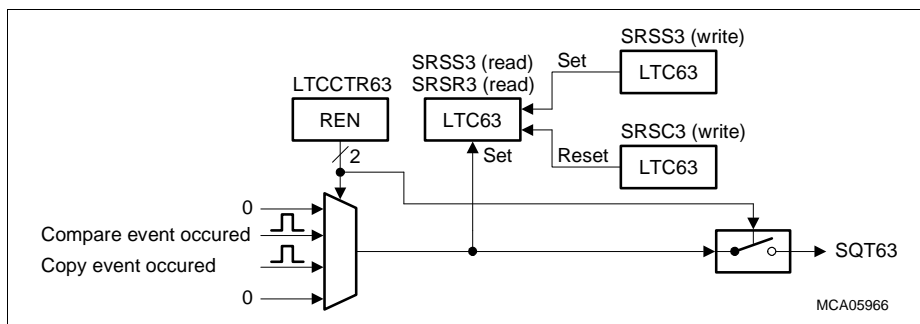 SRSS3 (write)
SRSS3 (read)
SRSR3 (read)
Set
LTC63
LTCCTR63
REN
LTC63
SRSC3 (write)
2
Set
Reset
LTC63
0
Compare event occured
Copy event occured
0
SQT63
MCA05966